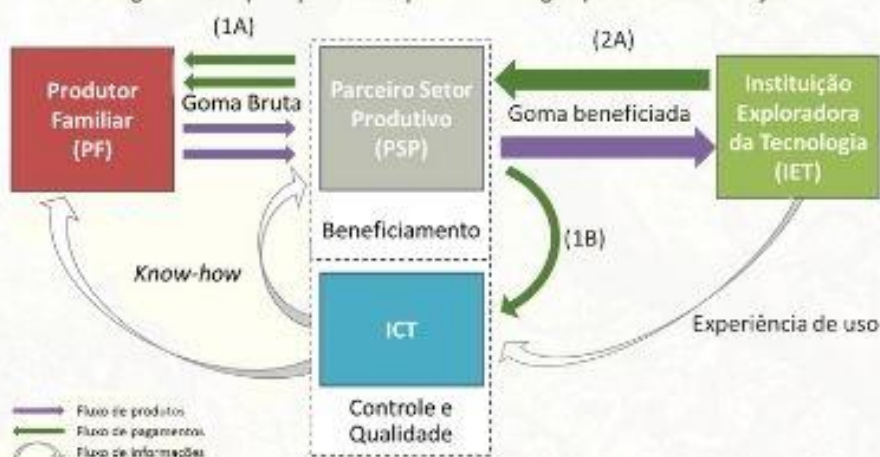 (1A)
(2A)
Produtor
Familiar
(PF)
Goma Bruta
Parceiro Setor
Produtivo
(PSP)
Goma beneficiada
Instituição
Exploradora
da Tecnologia
(IET)
Beneficiamento
(1B)
Know-how
ICT
Experiência de uso
Controle e
Qualidade
Fluxo de produtos
Fluxo de pagamentos
Fluxo de informações